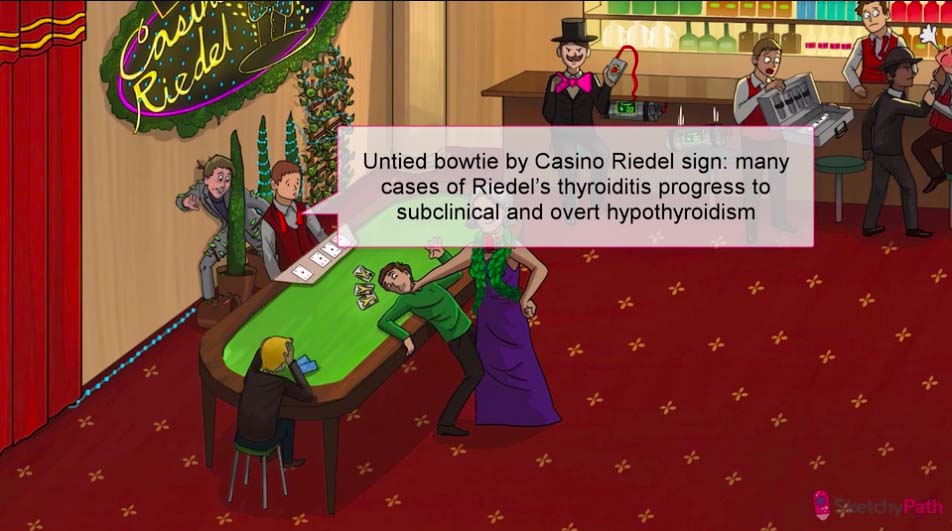 Casino
Riedel
Untied bowtie by Casino Riedel sign: many
cases of Riedel’s thyroiditis progress to
subclinical and overt hypothyroidism
SketchyPath